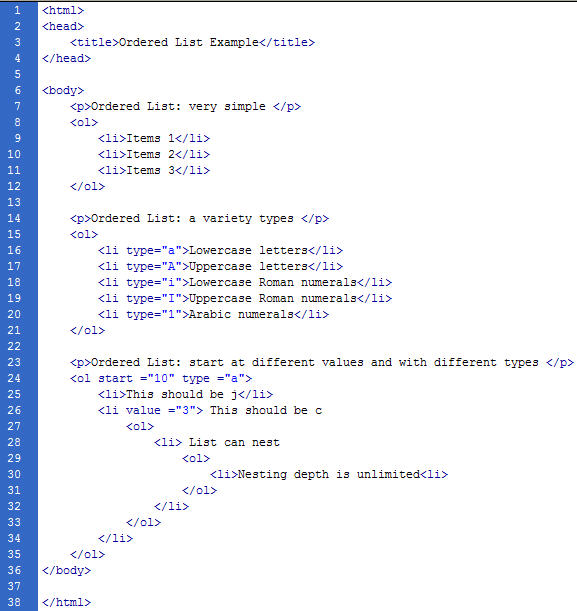 1 <html>
2 <head>
3     <title>Ordered List Example</title>
4 </head>
5
6 <body>
7     <p>Ordered List: very simple </p>
8     <ol>
9         <li>Items 1</li>
10         <li>Items 2</li>
11         <li>Items 3</li>
12     </ol>
13
14     <p>Ordered List: a variety types </p>
15     <ol>
16         <li type="a">Lowercase letters</li>
17         <li type="A">Uppercase letters</li>
18         <li type="i">Lowercase Roman numerals</li>
19         <li type="I">Uppercase Roman numerals</li>
20         <li type="1">Arabic numerals</li>
21     </ol>
22
23     <p>Ordered List: start at different values and with different types </p>
24     <ol start ="10" type ="a">
25         <li>This should be j</li>
26         <li value ="3"> This should be c
27             <ol>
28                 <li> List can nest
29                     <ol>
30                         <li>Nesting depth is unlimited<li>
31                     </ol>
32                 </li>
33             </ol>
34         </li>
35     </ol>
36 </body>
37
38 </html>